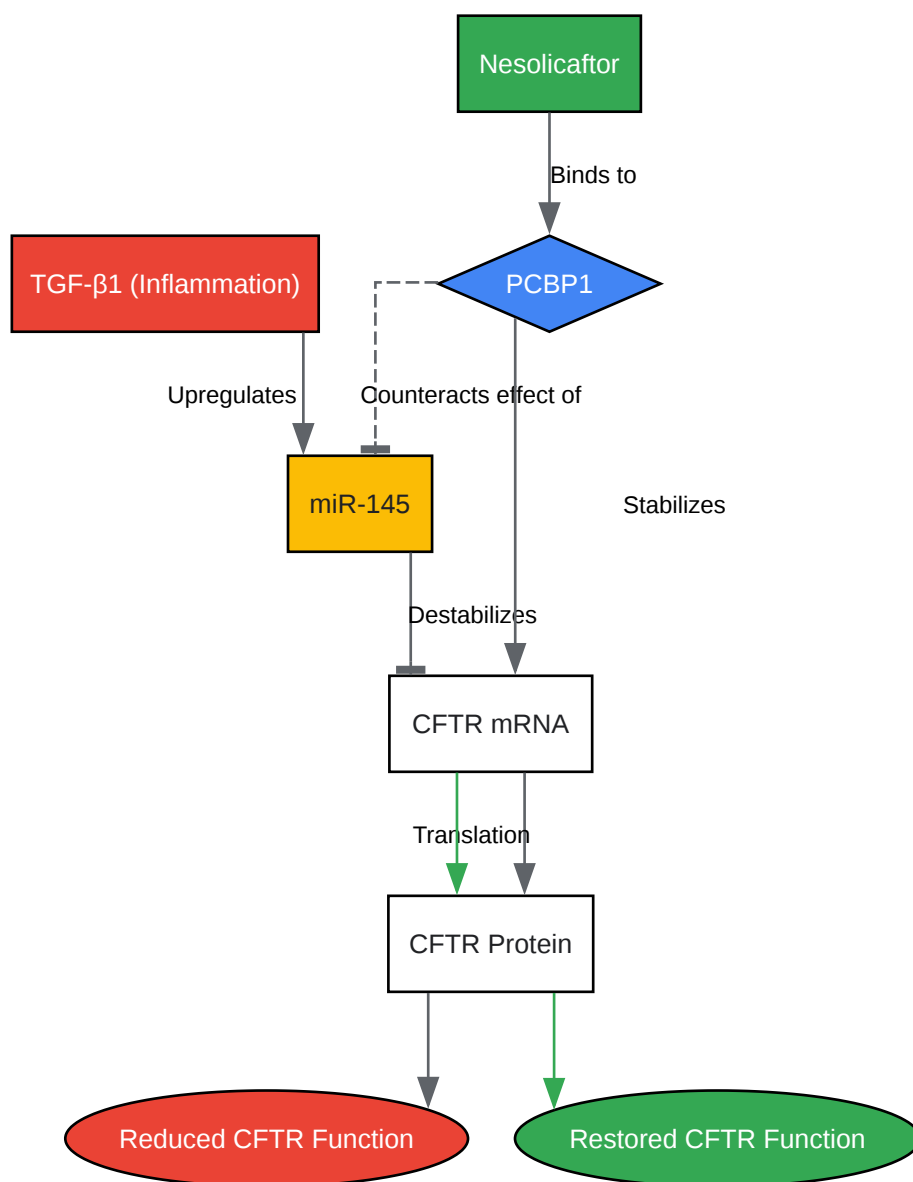 Nesolicaftor
Binds to
TGF-β1 (Inflammation)
PCBP1
Upregulates
Counteracts effect of
miR-145
Stabilizes
Destabilizes
CFTR mRNA
Translation
CFTR Protein
Reduced CFTR Function
Restored CFTR Function